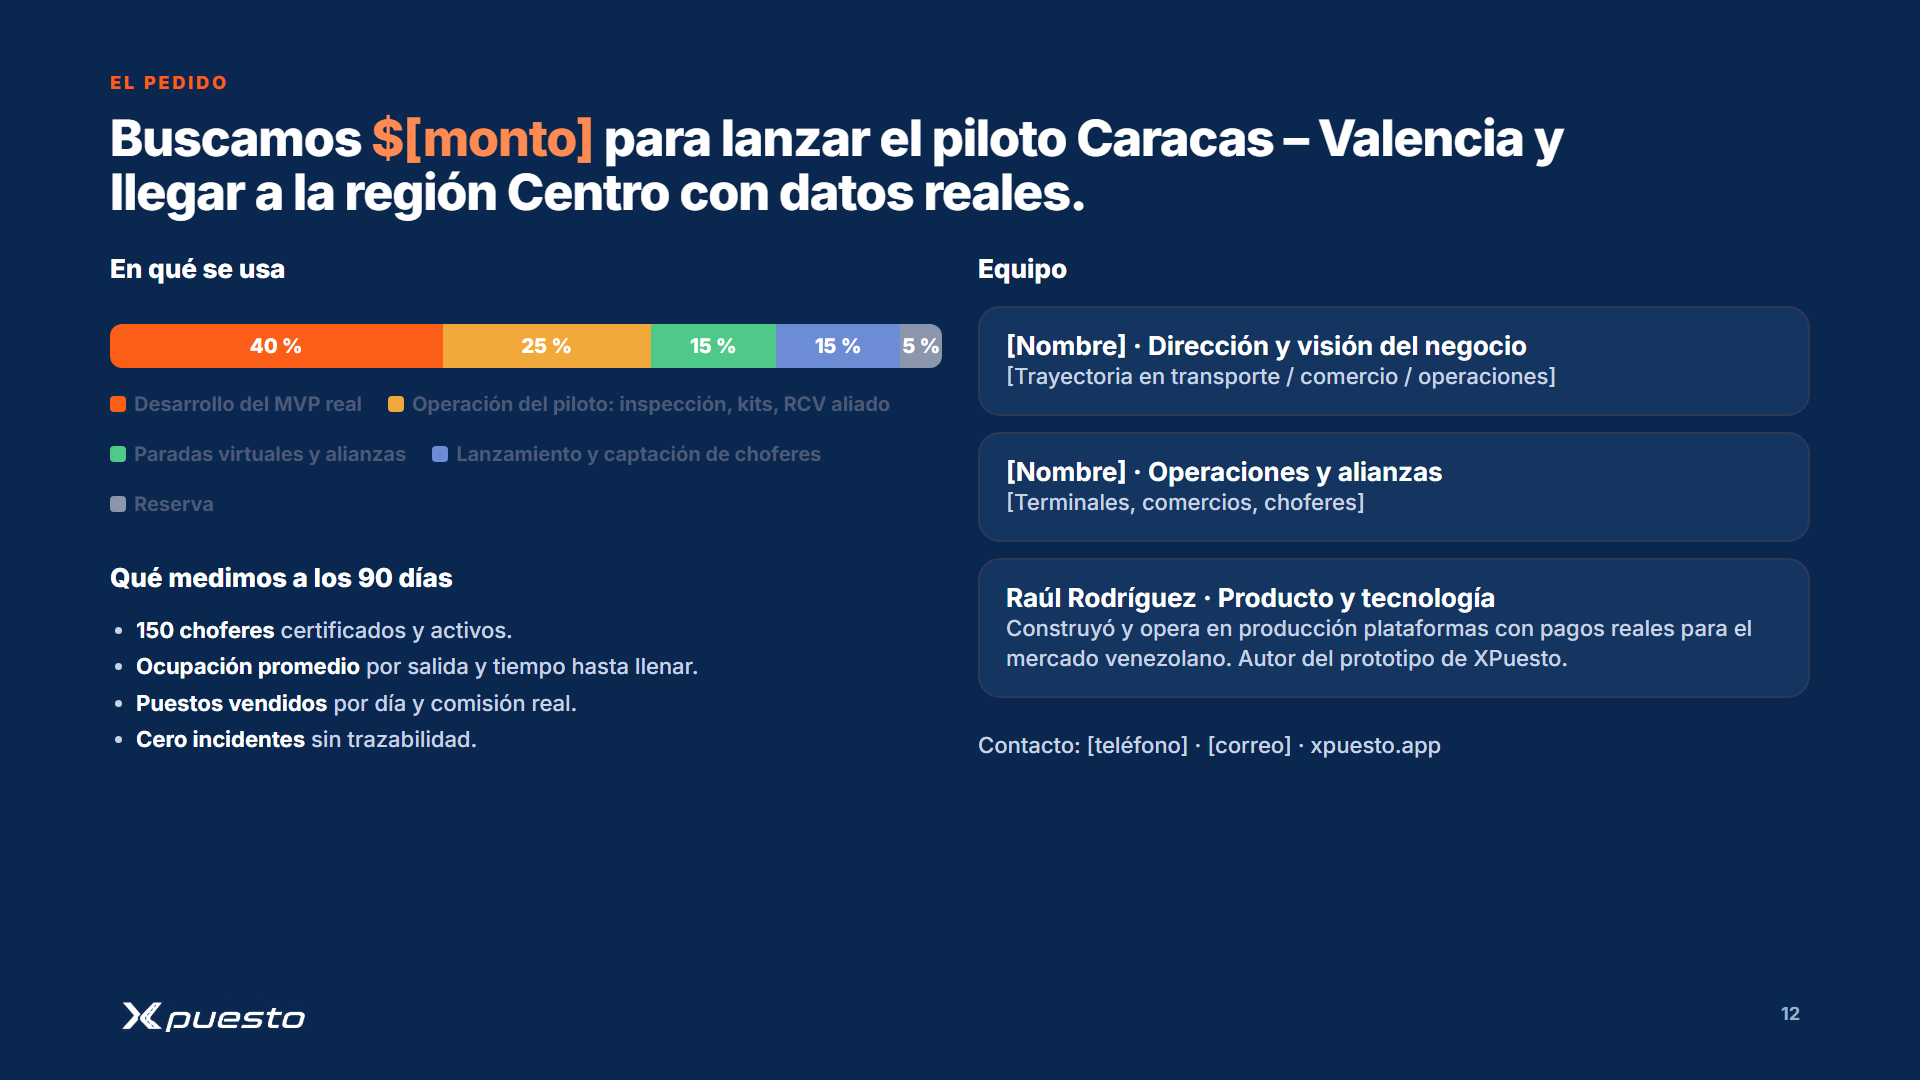 EL PEDIDO
Buscamos $[monto] para lanzar el piloto Caracas – Valencia y
llegar a la región Centro con datos reales.
En qué se usa
40 %
25 %
15 %
15 %
5 %
Desarrollo del MVP real
Operación del piloto: inspección, kits, RCV aliado
Paradas virtuales y alianzas
Lanzamiento y captación de choferes
Reserva
Qué medimos a los 90 días
• 150 choferes certificados y activos.
• Ocupación promedio por salida y tiempo hasta llenar.
• Puestos vendidos por día y comisión real.
• Cero incidentes sin trazabilidad.
Equipo
[Nombre] · Dirección y visión del negocio
[Trayectoria en transporte / comercio / operaciones]
[Nombre] · Operaciones y alianzas
[Terminales, comercios, choferes]
Raúl Rodríguez · Producto y tecnología
Construyó y opera en producción plataformas con pagos reales para el
mercado venezolano. Autor del prototipo de XPuesto.
Contacto: [teléfono] · [correo] · xpuesto.app
Xpuesto
12